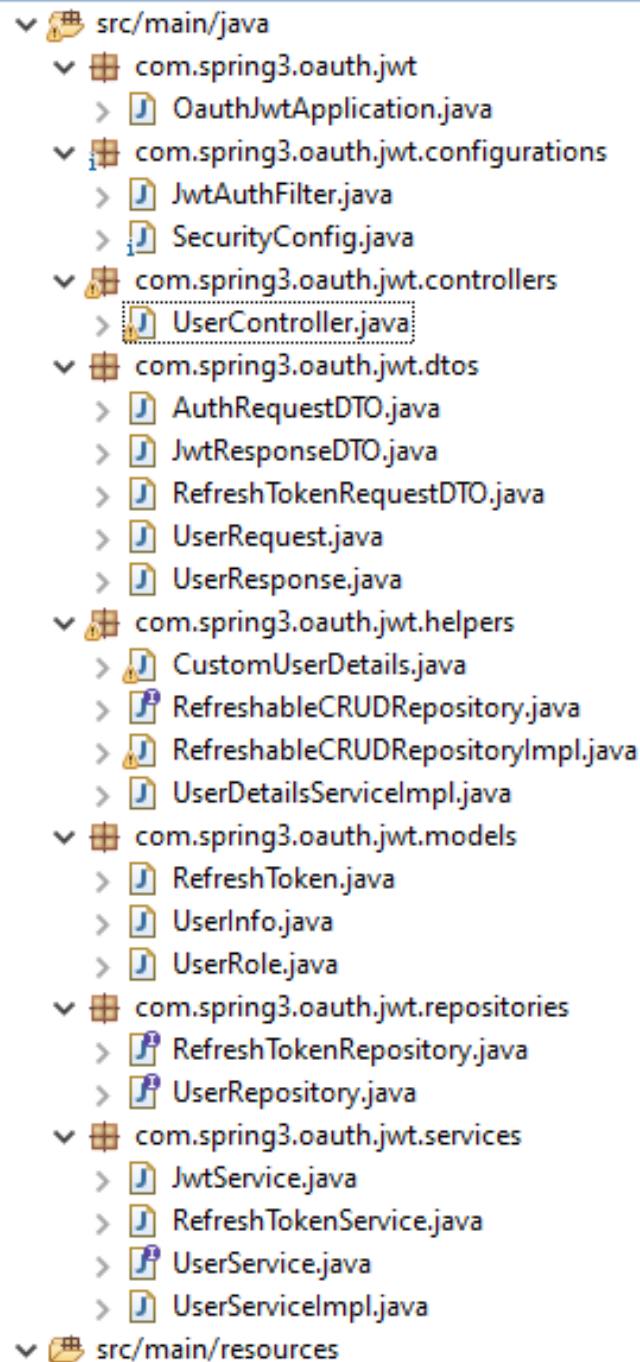 src/main/java
com.spring3.oauth.jwt
OauthJwtApplication.java
com.spring3.oauth.jwt.configurations
JwtAuthFilter.java
SecurityConfig.java
com.spring3.oauth.jwt.controllers
UserController.java
com.spring3.oauth.jwt.dtos
AuthRequestDTO.java
JwtResponseDTO.java
RefreshTokenRequestDTO.java
UserRequest.java
UserResponse.java
com.spring3.oauth.jwt.helpers
CustomUserDetails.java
RefreshableCRUDRepository.java
RefreshableCRUDRepositoryImpl.java
UserDetailsServiceImpl.java
com.spring3.oauth.jwt.models
RefreshToken.java
UserInfo.java
UserRole.java
com.spring3.oauth.jwt.repositories
RefreshTokenRepository.java
UserRepository.java
com.spring3.oauth.jwt.services
JwtService.java
RefreshTokenService.java
UserService.java
UserServiceImpl.java
src/main/resources